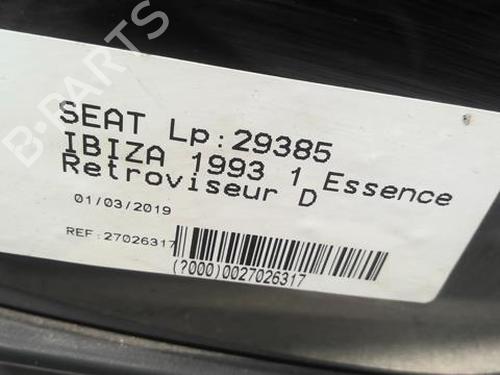 B-PARTS
SEAT Lp:29385
IBIZA 1993 1 Essence
Retroviseur D
01/03/2019
REF:27026317
(?000)0027026317